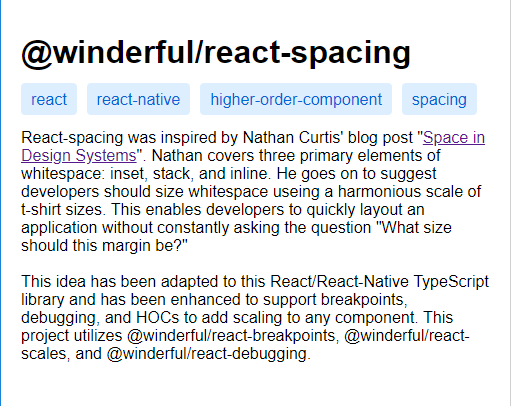 @winderful/react-spacing
react react-native higher-order-component spacing
React-spacing was inspired by Nathan Curtis' blog post "Space in
Design Systems". Nathan covers three primary elements of
whitespace: inset, stack, and inline. He goes on to suggest
developers should size whitespace useing a harmonious scale of
t-shirt sizes. This enables developers to quickly layout an
application without constantly asking the question "What size
should this margin be?"
This idea has been adapted to this React/React-Native TypeScript
library and has been enhanced to support breakpoints,
debugging, and HOCs to add scaling to any component. This
project utilizes @winderful/react-breakpoints, @winderful/react-
scales, and @winderful/react-debugging.